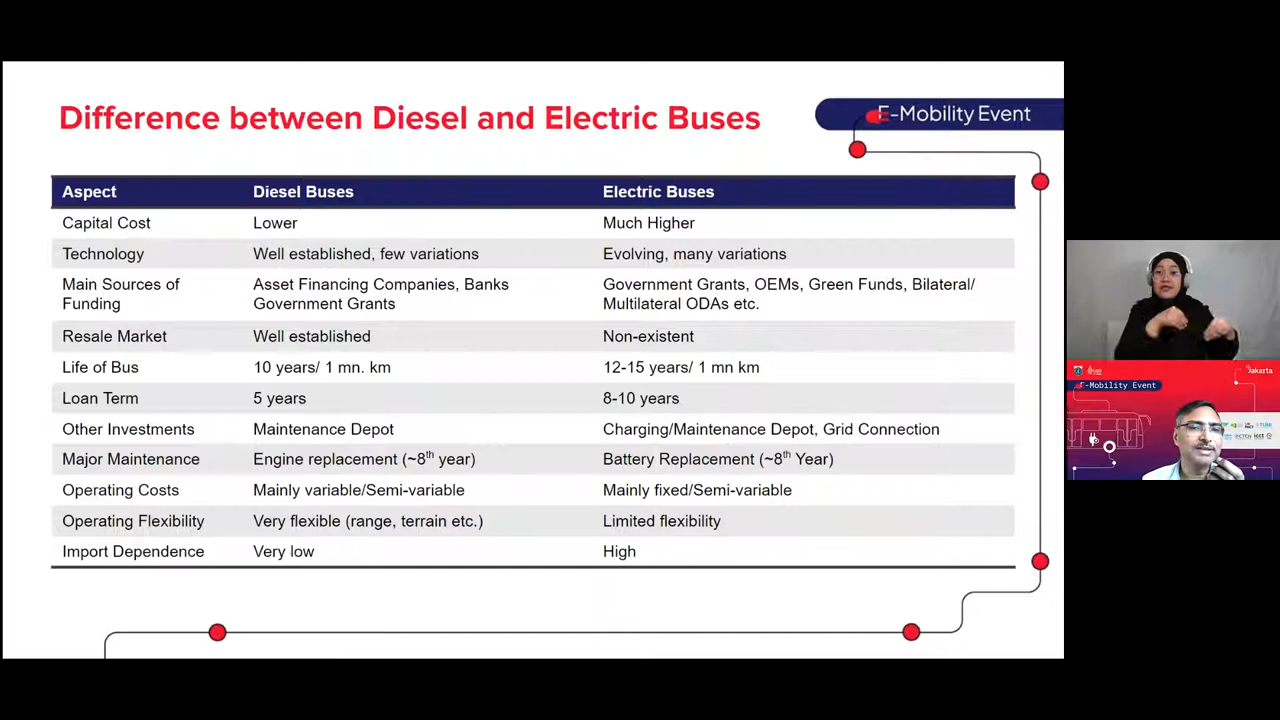 Difference between Diesel and Electric Buses
E-Mobility Event
Aspect Diesel Buses Electric Buses
Capital Cost Lower Much Higher
Technology Well established, few variations Evolving, many variations
Main Sources of Funding Asset Financing Companies, Banks Government Grants Government Grants, OEMs, Green Funds, Bilateral/ Multilateral ODAs etc.
Resale Market Well established Non-existent
Life of Bus 10 years/ 1 mn. km 12-15 years/ 1 mn km
Loan Term 5 years 8-10 years
Other Investments Maintenance Depot Charging/Maintenance Depot, Grid Connection
Major Maintenance Engine replacement (~8th year) Battery Replacement (~8th Year)
Operating Costs Mainly variable/Semi-variable Mainly fixed/Semi-variable
Operating Flexibility Very flexible (range, terrain etc.) Limited flexibility
Import Dependence Very low High
Jakarta
E-Mobility Event